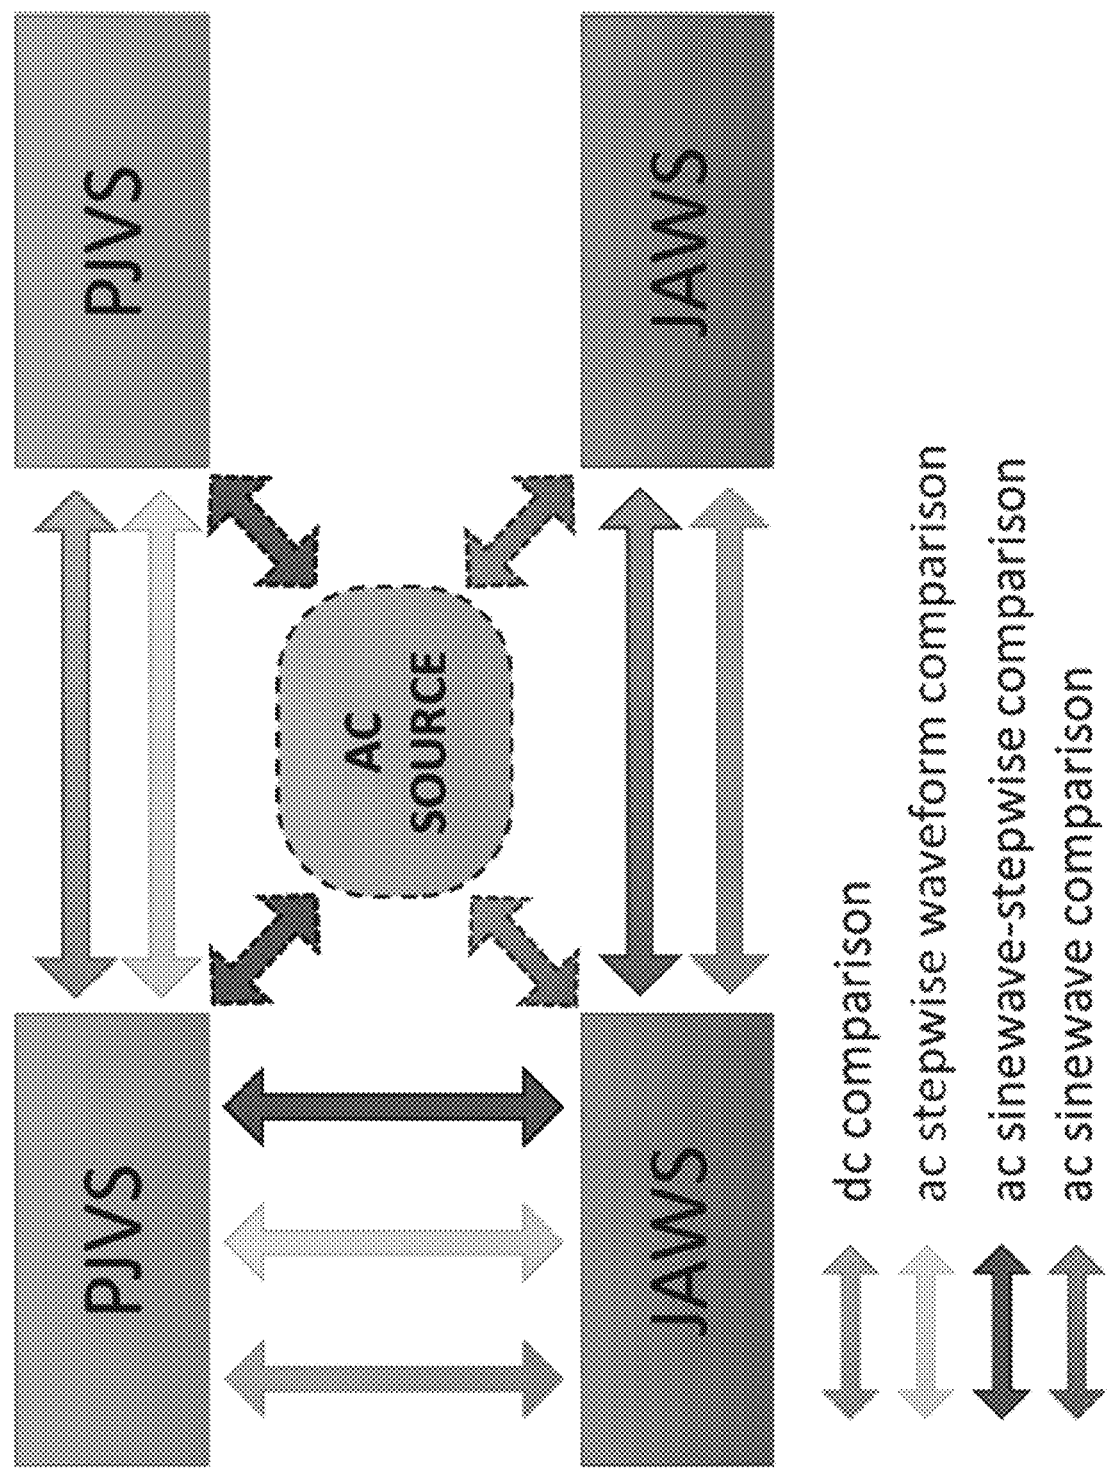 PJVS
PJVS
AC
SOURCE
JAWS
JAWS
dc comparison
ac stepwise waveform comparison
ac sinewave-stepwise comparison
ac sinewave comparison